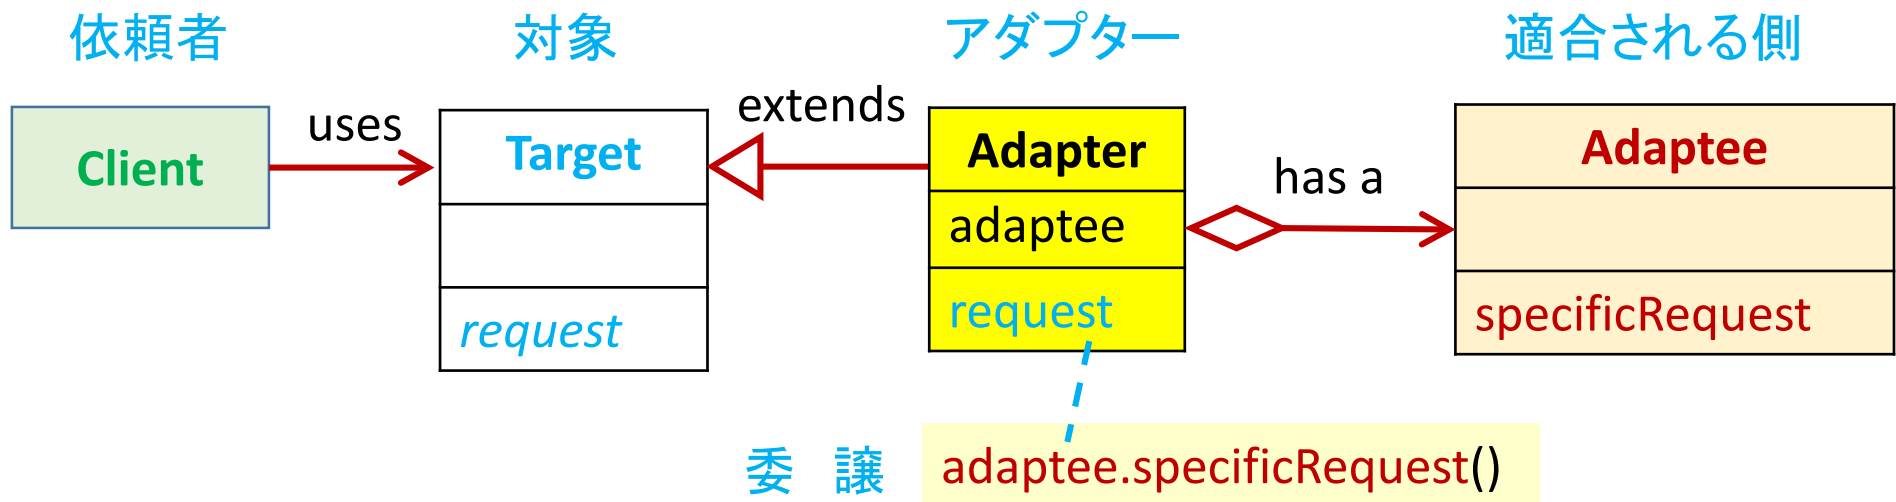 依頼者
対象
アダプター
適合される側
Client
uses
Target
request
extends
Adapter
adaptee
request
has a
Adaptee
specificRequest
委 譲
adaptee.specificRequest()